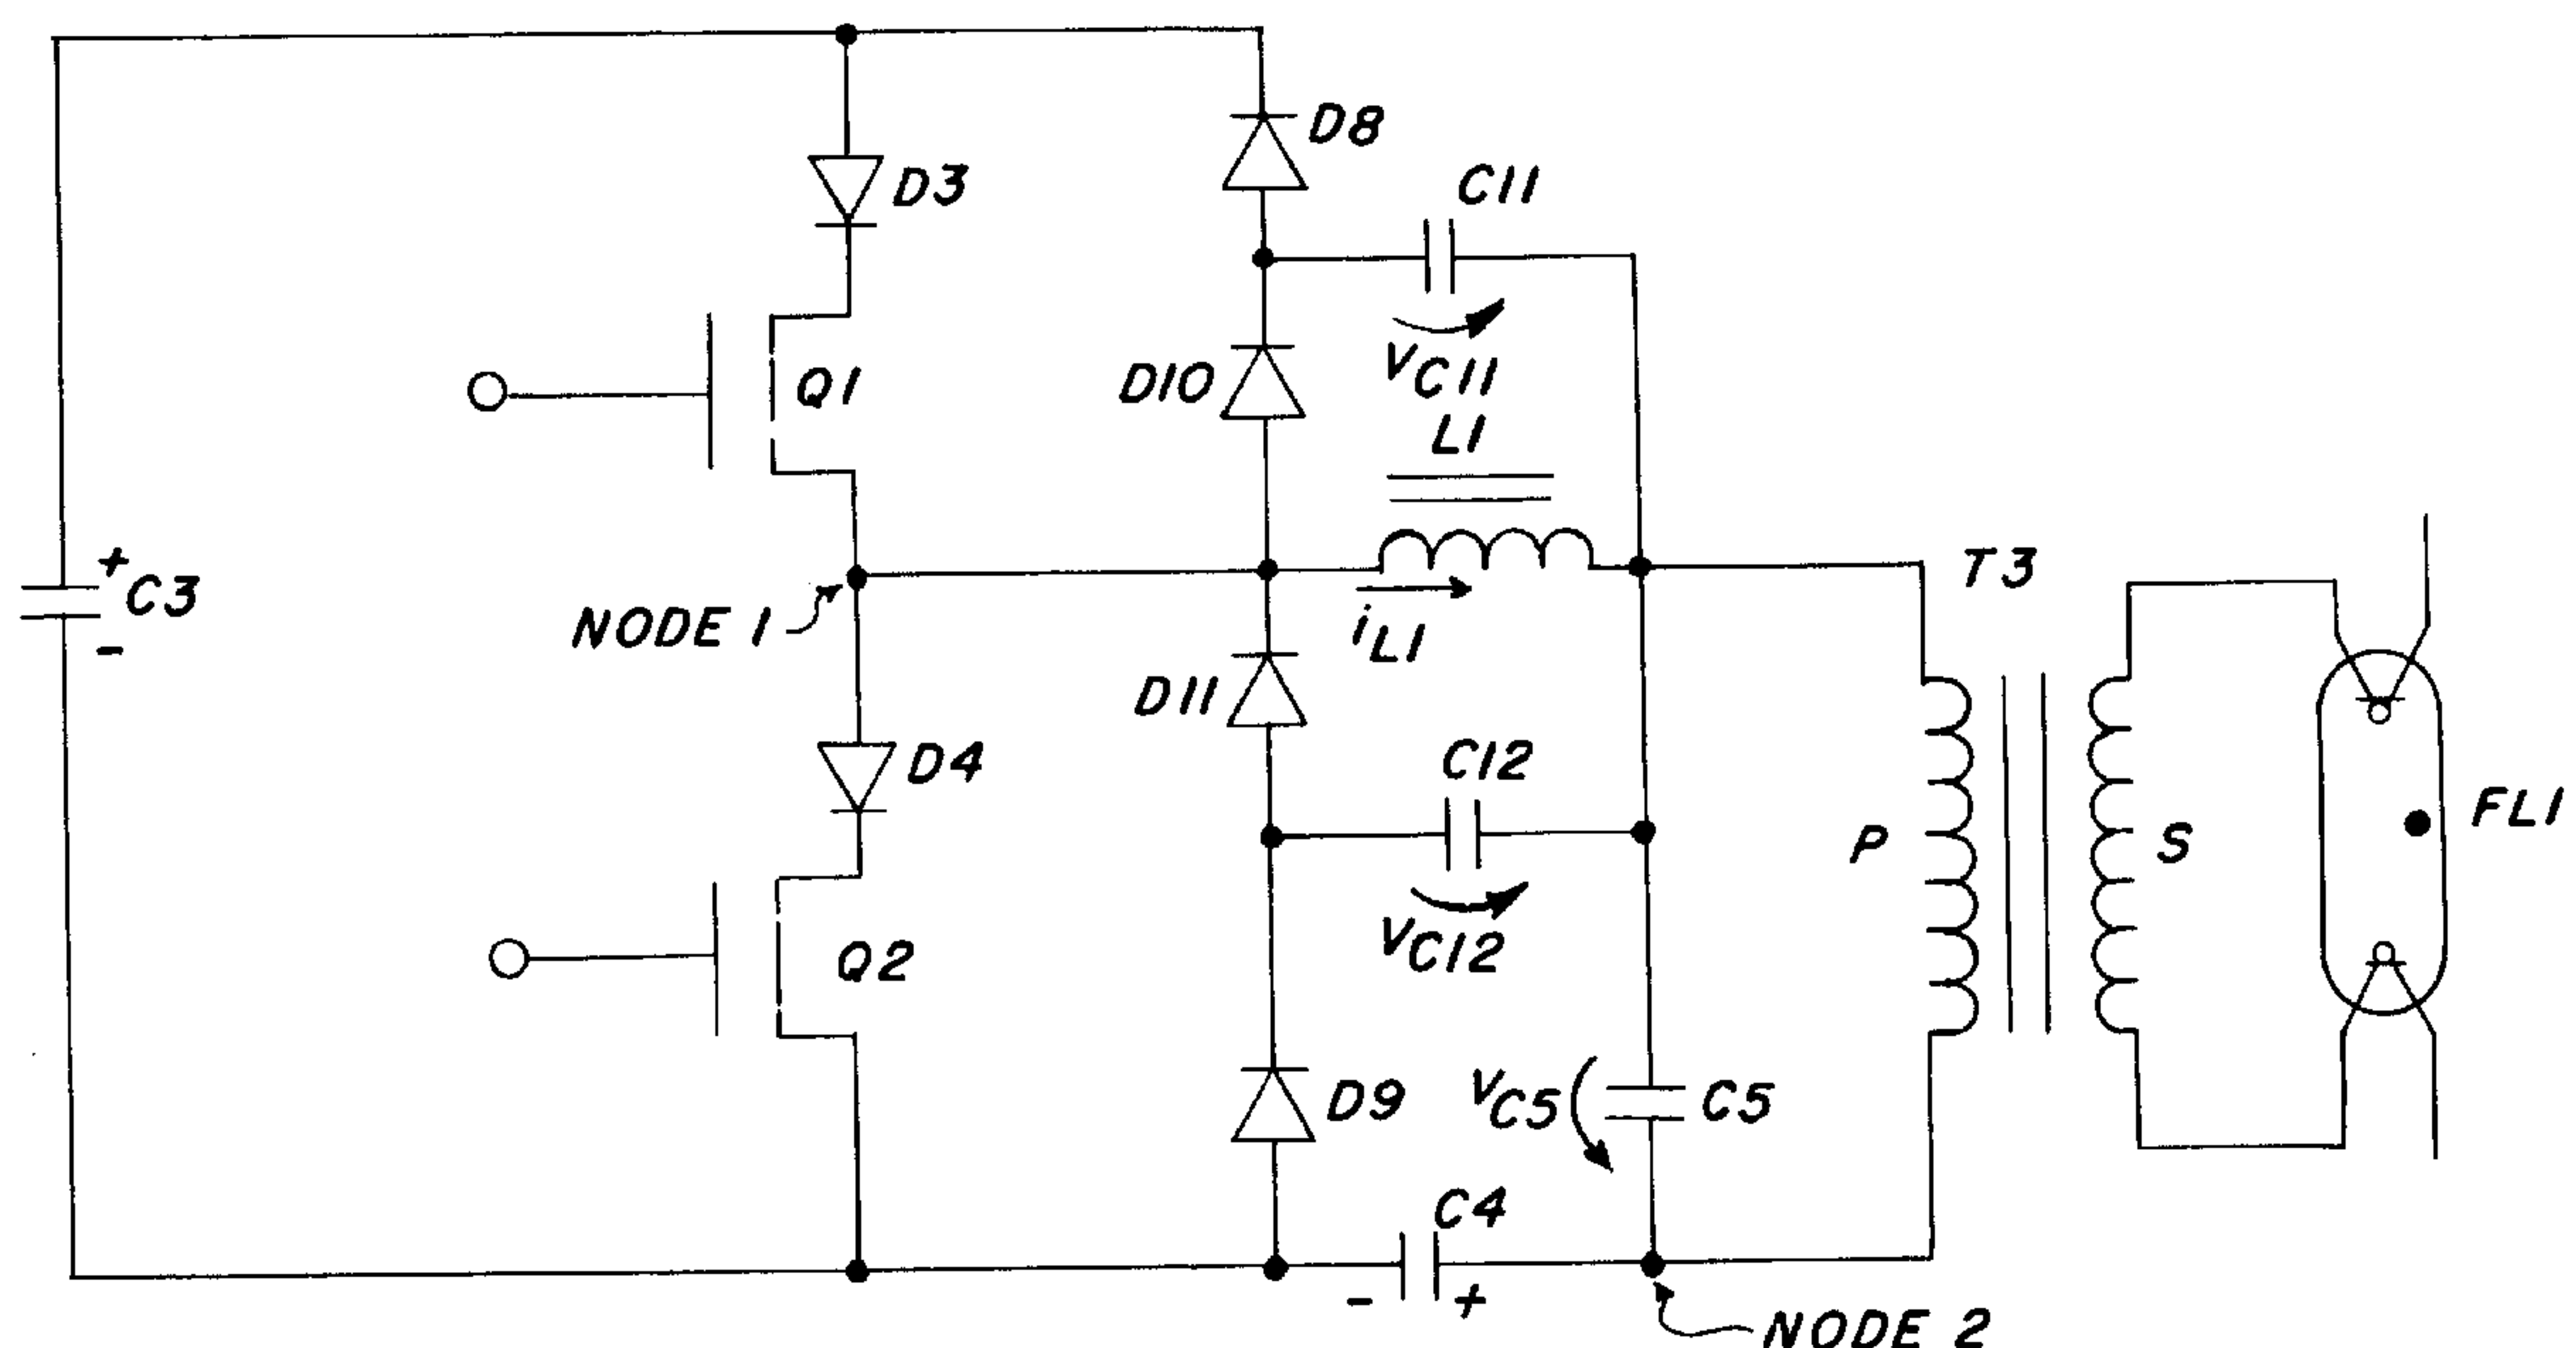 D8
D3
C11
Q1
D10
VC11
L1
+
C3
-
NODE 1
iL1
T3
D11
D4
C12
P
S
FL1
Q2
VC12
D9
VC5
C5
C4
-
+
NODE 2